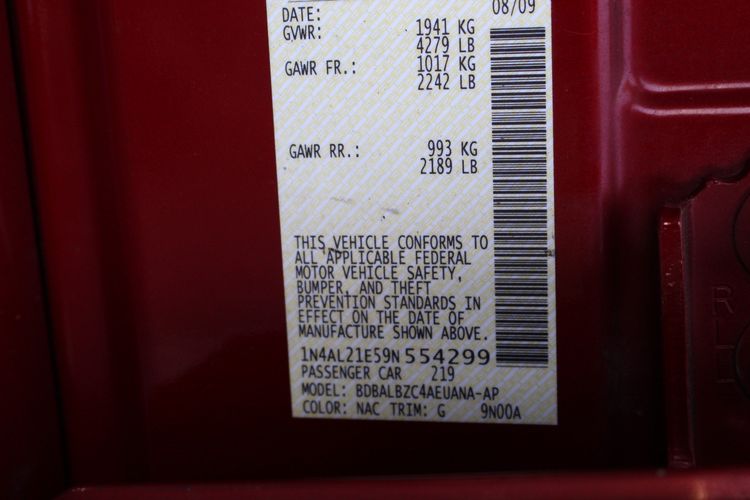 DATE: 08/09
GVWR: 1941 KG
4279 LB
GAWR FR.: 1017 KG
2242 LB
GAWR RR.: 993 KG
2189 LB
THIS VEHICLE CONFORMS TO
ALL APPLICABLE FEDERAL
MOTOR VEHICLE SAFETY,
BUMPER, AND THEFT
PREVENTION STANDARDS IN
EFFECT ON THE DATE OF
MANUFACTURE SHOWN ABOVE.
1N4AL21E59N554299
PASSENGER CAR 219
MODEL: BDBALBZC4AEUANA-AP
COLOR: NAC TRIM: G 9N00A